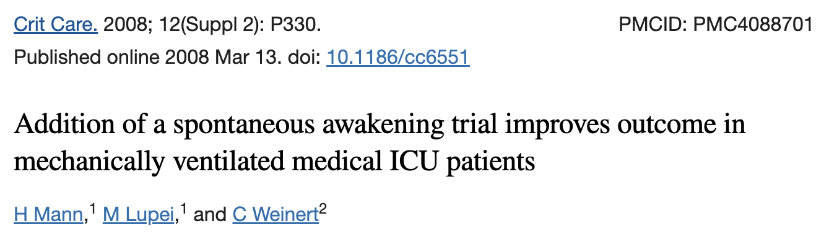 Crit Care. 2008; 12(Suppl 2): P330. PMCID: PMC4088701
Published online 2008 Mar 13. doi: 10.1186/cc6551
Addition of a spontaneous awakening trial improves outcome in
mechanically ventilated medical ICU patients
H Mann,1 M Lupei,1 and C Weinert2